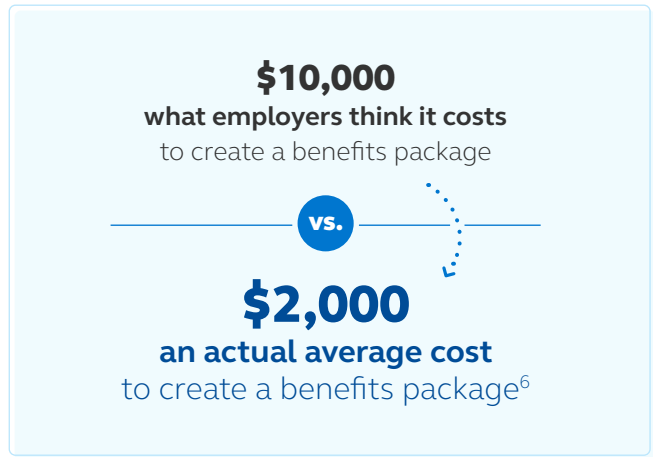 $10,000
what employers think it costs
to create a benefits package
vs.
$2,000
an actual average cost
to create a benefits package⁶